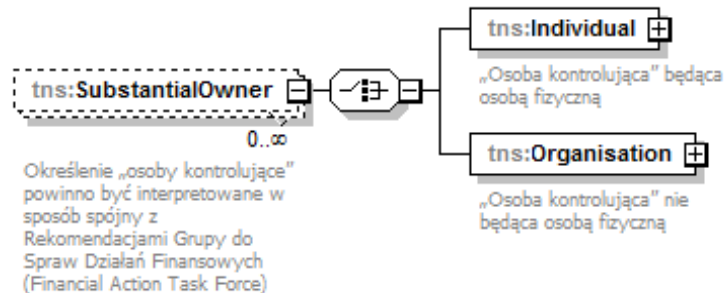 tns:Individual
„Osoba kontrolująca” będąca
osobą fizyczną
tns:SubstantialOwner
0..∞
Określenie „osoby kontrolujące”
powinno być interpretowane w
sposób spójny z
Rekomendacjami Grupy do
Spraw Działań Finansowych
(Financial Action Task Force)
tns:Organisation
„Osoba kontrolująca” nie
będąca osobą fizyczną